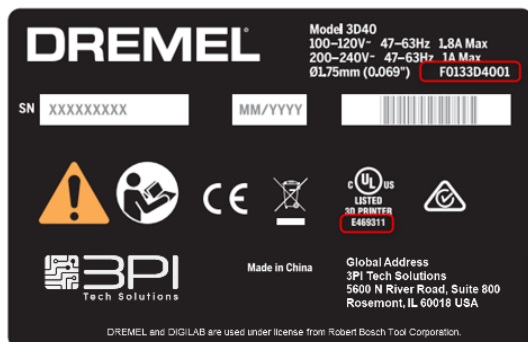 DREMEL
Model 3D40
100-120V~ 47-63Hz 1.8A Max
200-240V~ 47-63Hz 1A Max
Ø1.75mm (0.069") F0133D4001
SN XXXXXXXXX MM/YYYY
CE
c UL US
LISTED
3D PRINTER
E469311
3PI
Tech Solutions
Made in China
Global Address
3PI Tech Solutions
5600 N River Road, Suite 800
Rosemont, IL 60018 USA
DREMEL and DIGILAB are used under license from Robert Bosch Tool Corporation.